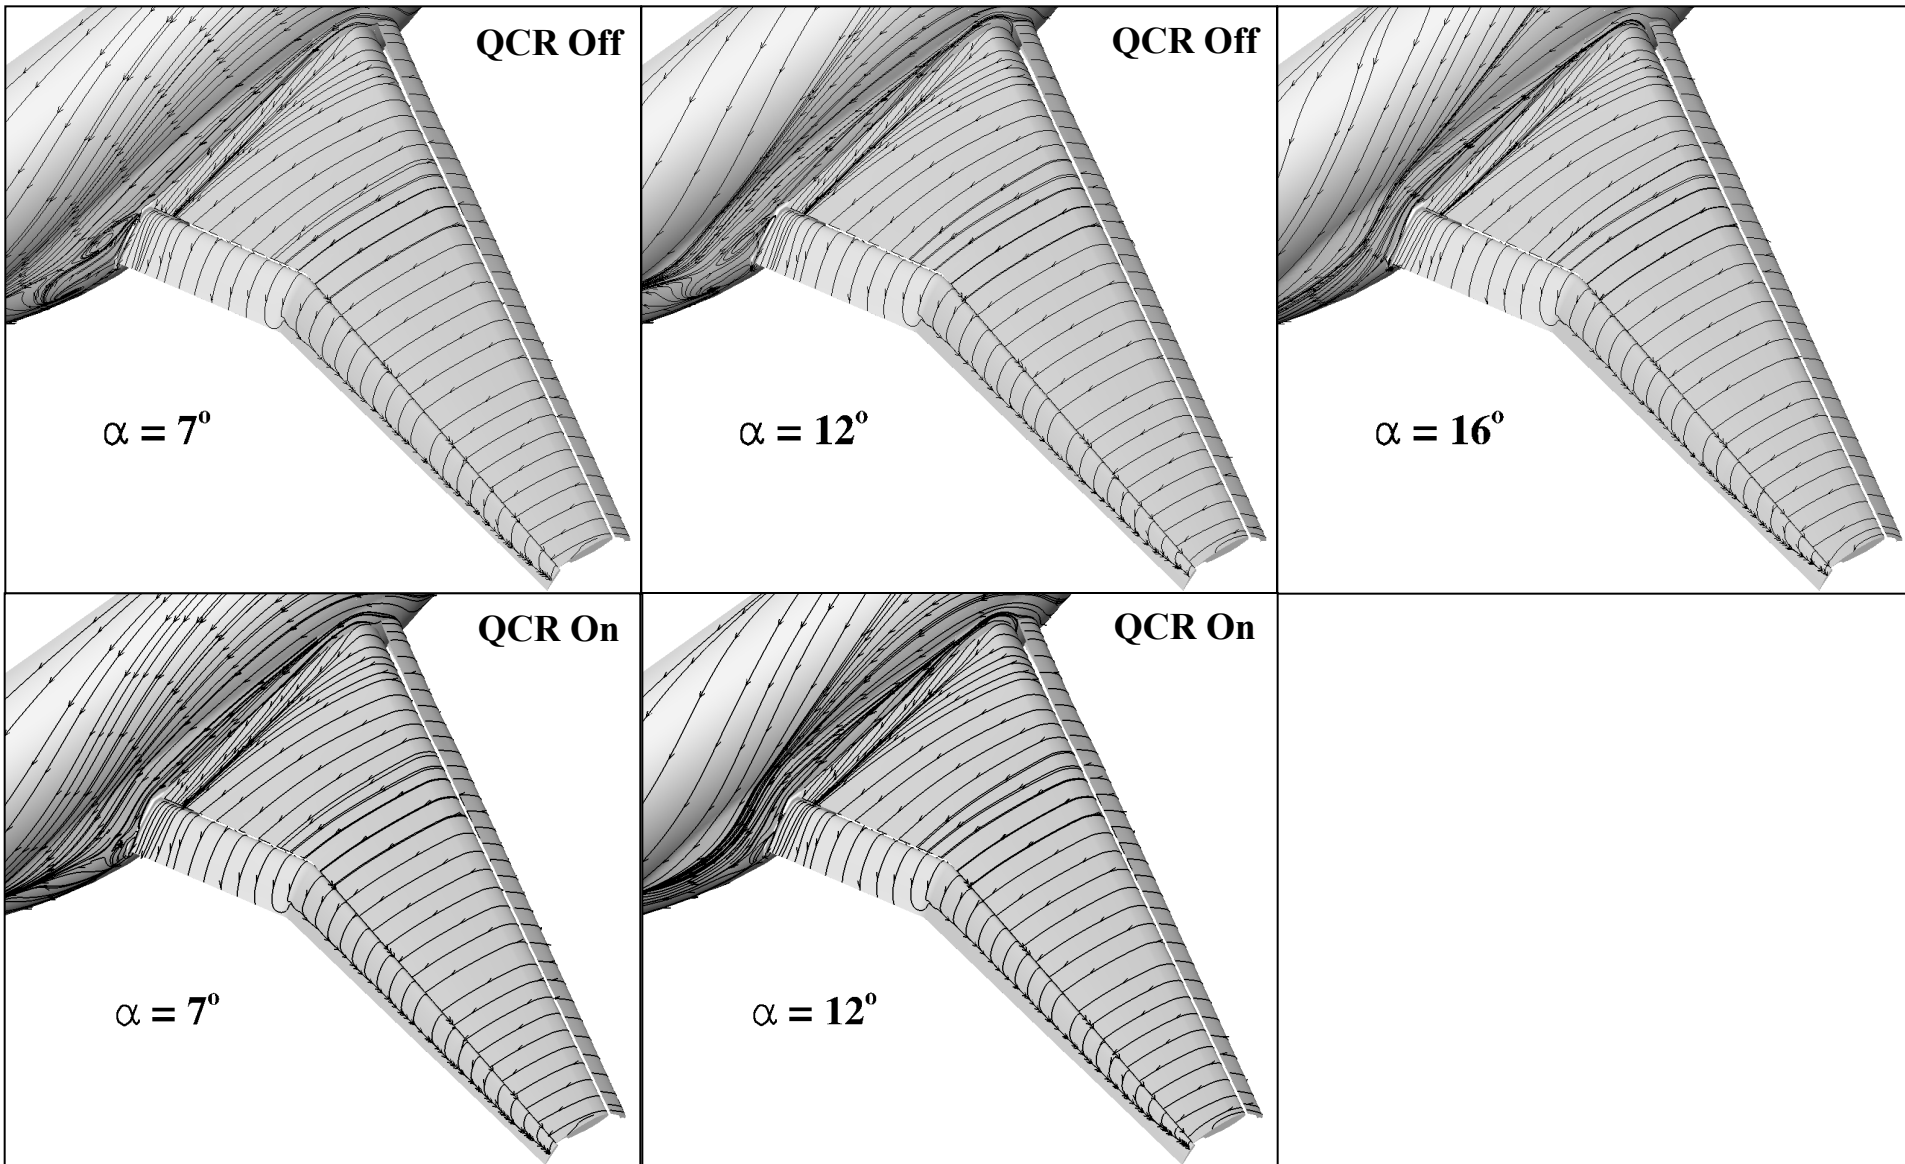 QCR Off
α = 7°
QCR Off
α = 12°
α = 16°
QCR On
α = 7°
QCR On
α = 12°